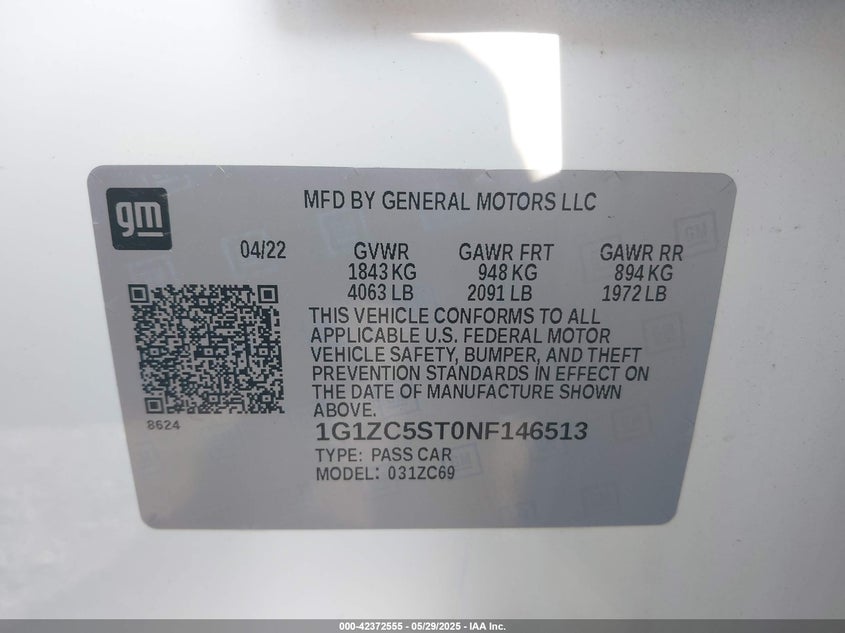 gm
MFD BY GENERAL MOTORS LLC
04/22 GVWR GAWR FRT GAWR RR
1843 KG 948 KG 894 KG
4063 LB 2091 LB 1972 LB
THIS VEHICLE CONFORMS TO ALL
APPLICABLE U.S. FEDERAL MOTOR
VEHICLE SAFETY, BUMPER, AND THEFT
PREVENTION STANDARDS IN EFFECT ON
THE DATE OF MANUFACTURE SHOWN
ABOVE.
8624
1G1ZC5ST0NF146513
TYPE: PASS CAR
MODEL: 031ZC69
000-42372555 - 05/29/2025 - IAA Inc.